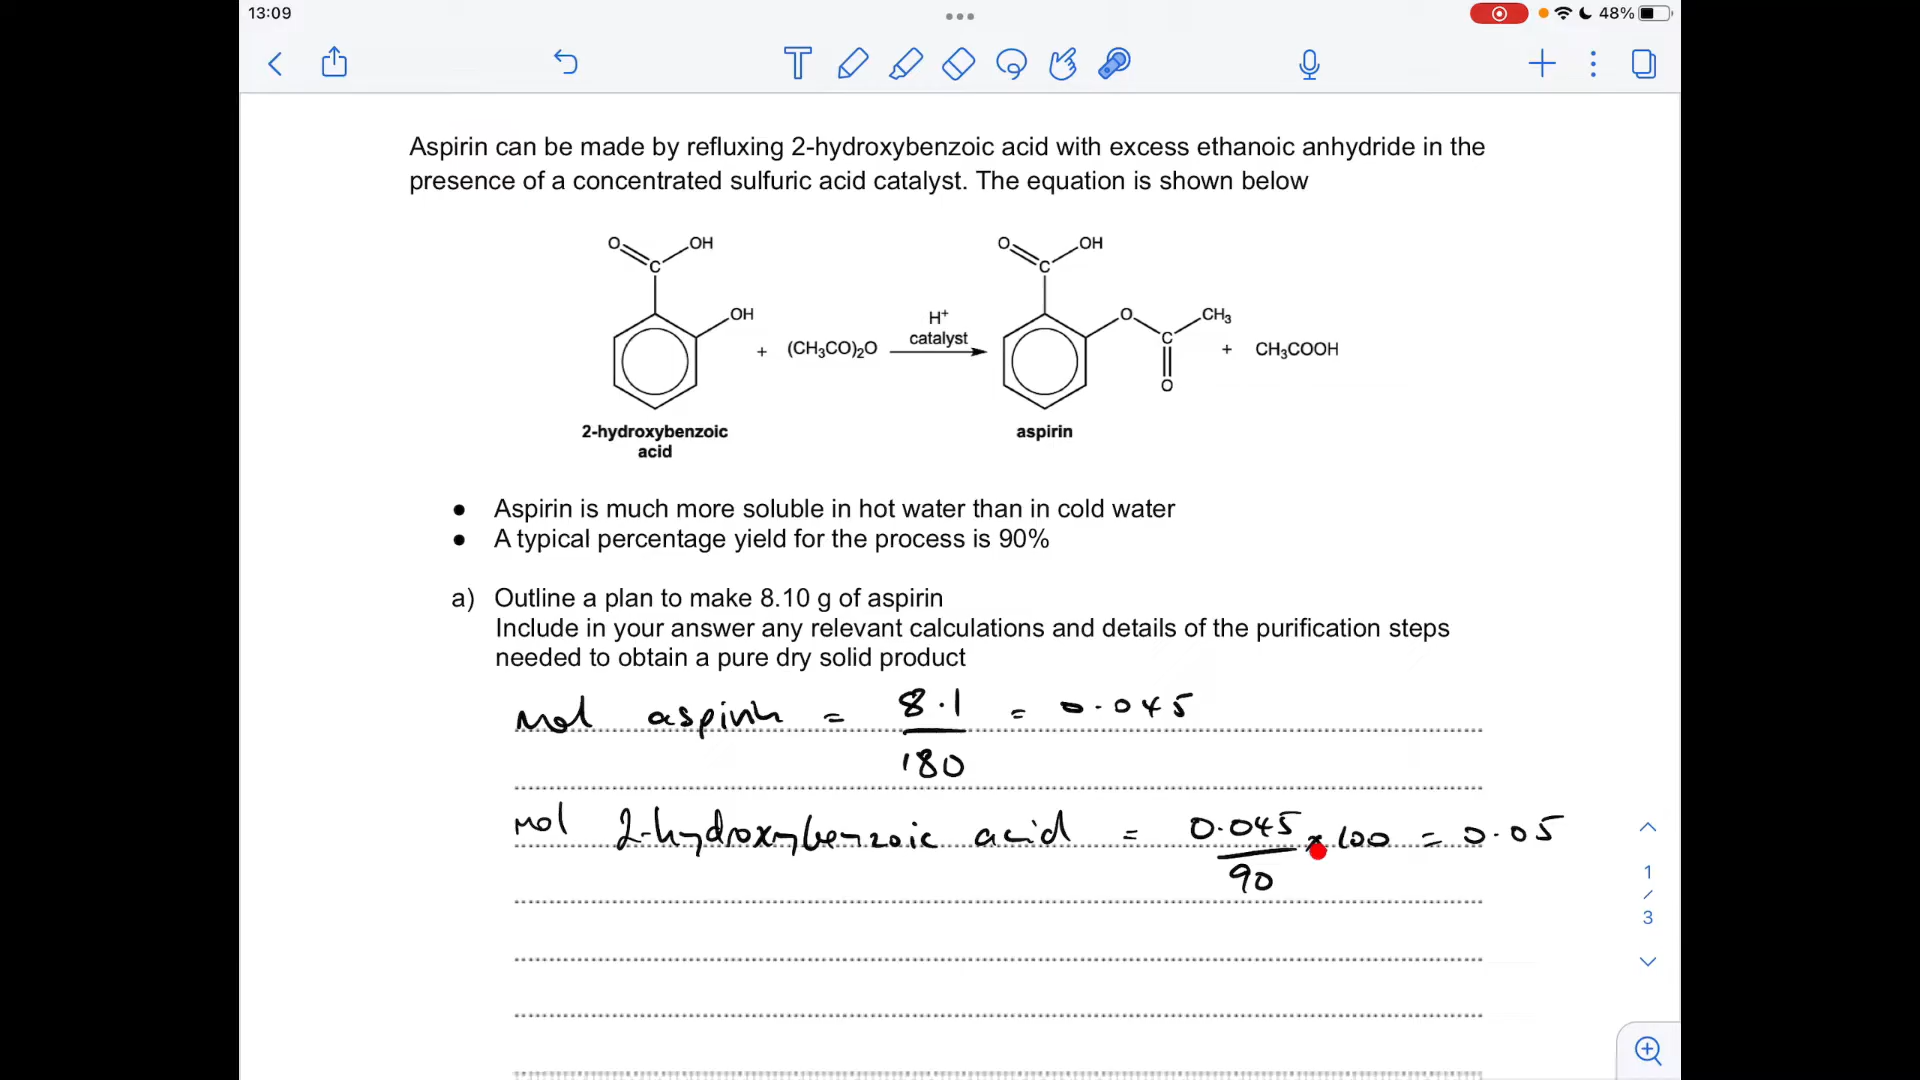 13:09
48%
T
Aspirin can be made by refluxing 2-hydroxybenzoic acid with excess ethanoic anhydride in the
presence of a concentrated sulfuric acid catalyst. The equation is shown below
O OH O OH
C C
OH H⁺ O CH₃
+ (CH₃CO)₂O catalyst C + CH₃COOH
O
2-hydroxybenzoic aspirin
acid
● Aspirin is much more soluble in hot water than in cold water
● A typical percentage yield for the process is 90%
a) Outline a plan to make 8.10 g of aspirin
Include in your answer any relevant calculations and details of the purification steps
needed to obtain a pure dry solid product
mol aspirin = 8.1 = 0.045
180
mol 2-hydroxybenzoic acid = 0.045 × 100 = 0.05
90
1
/
3